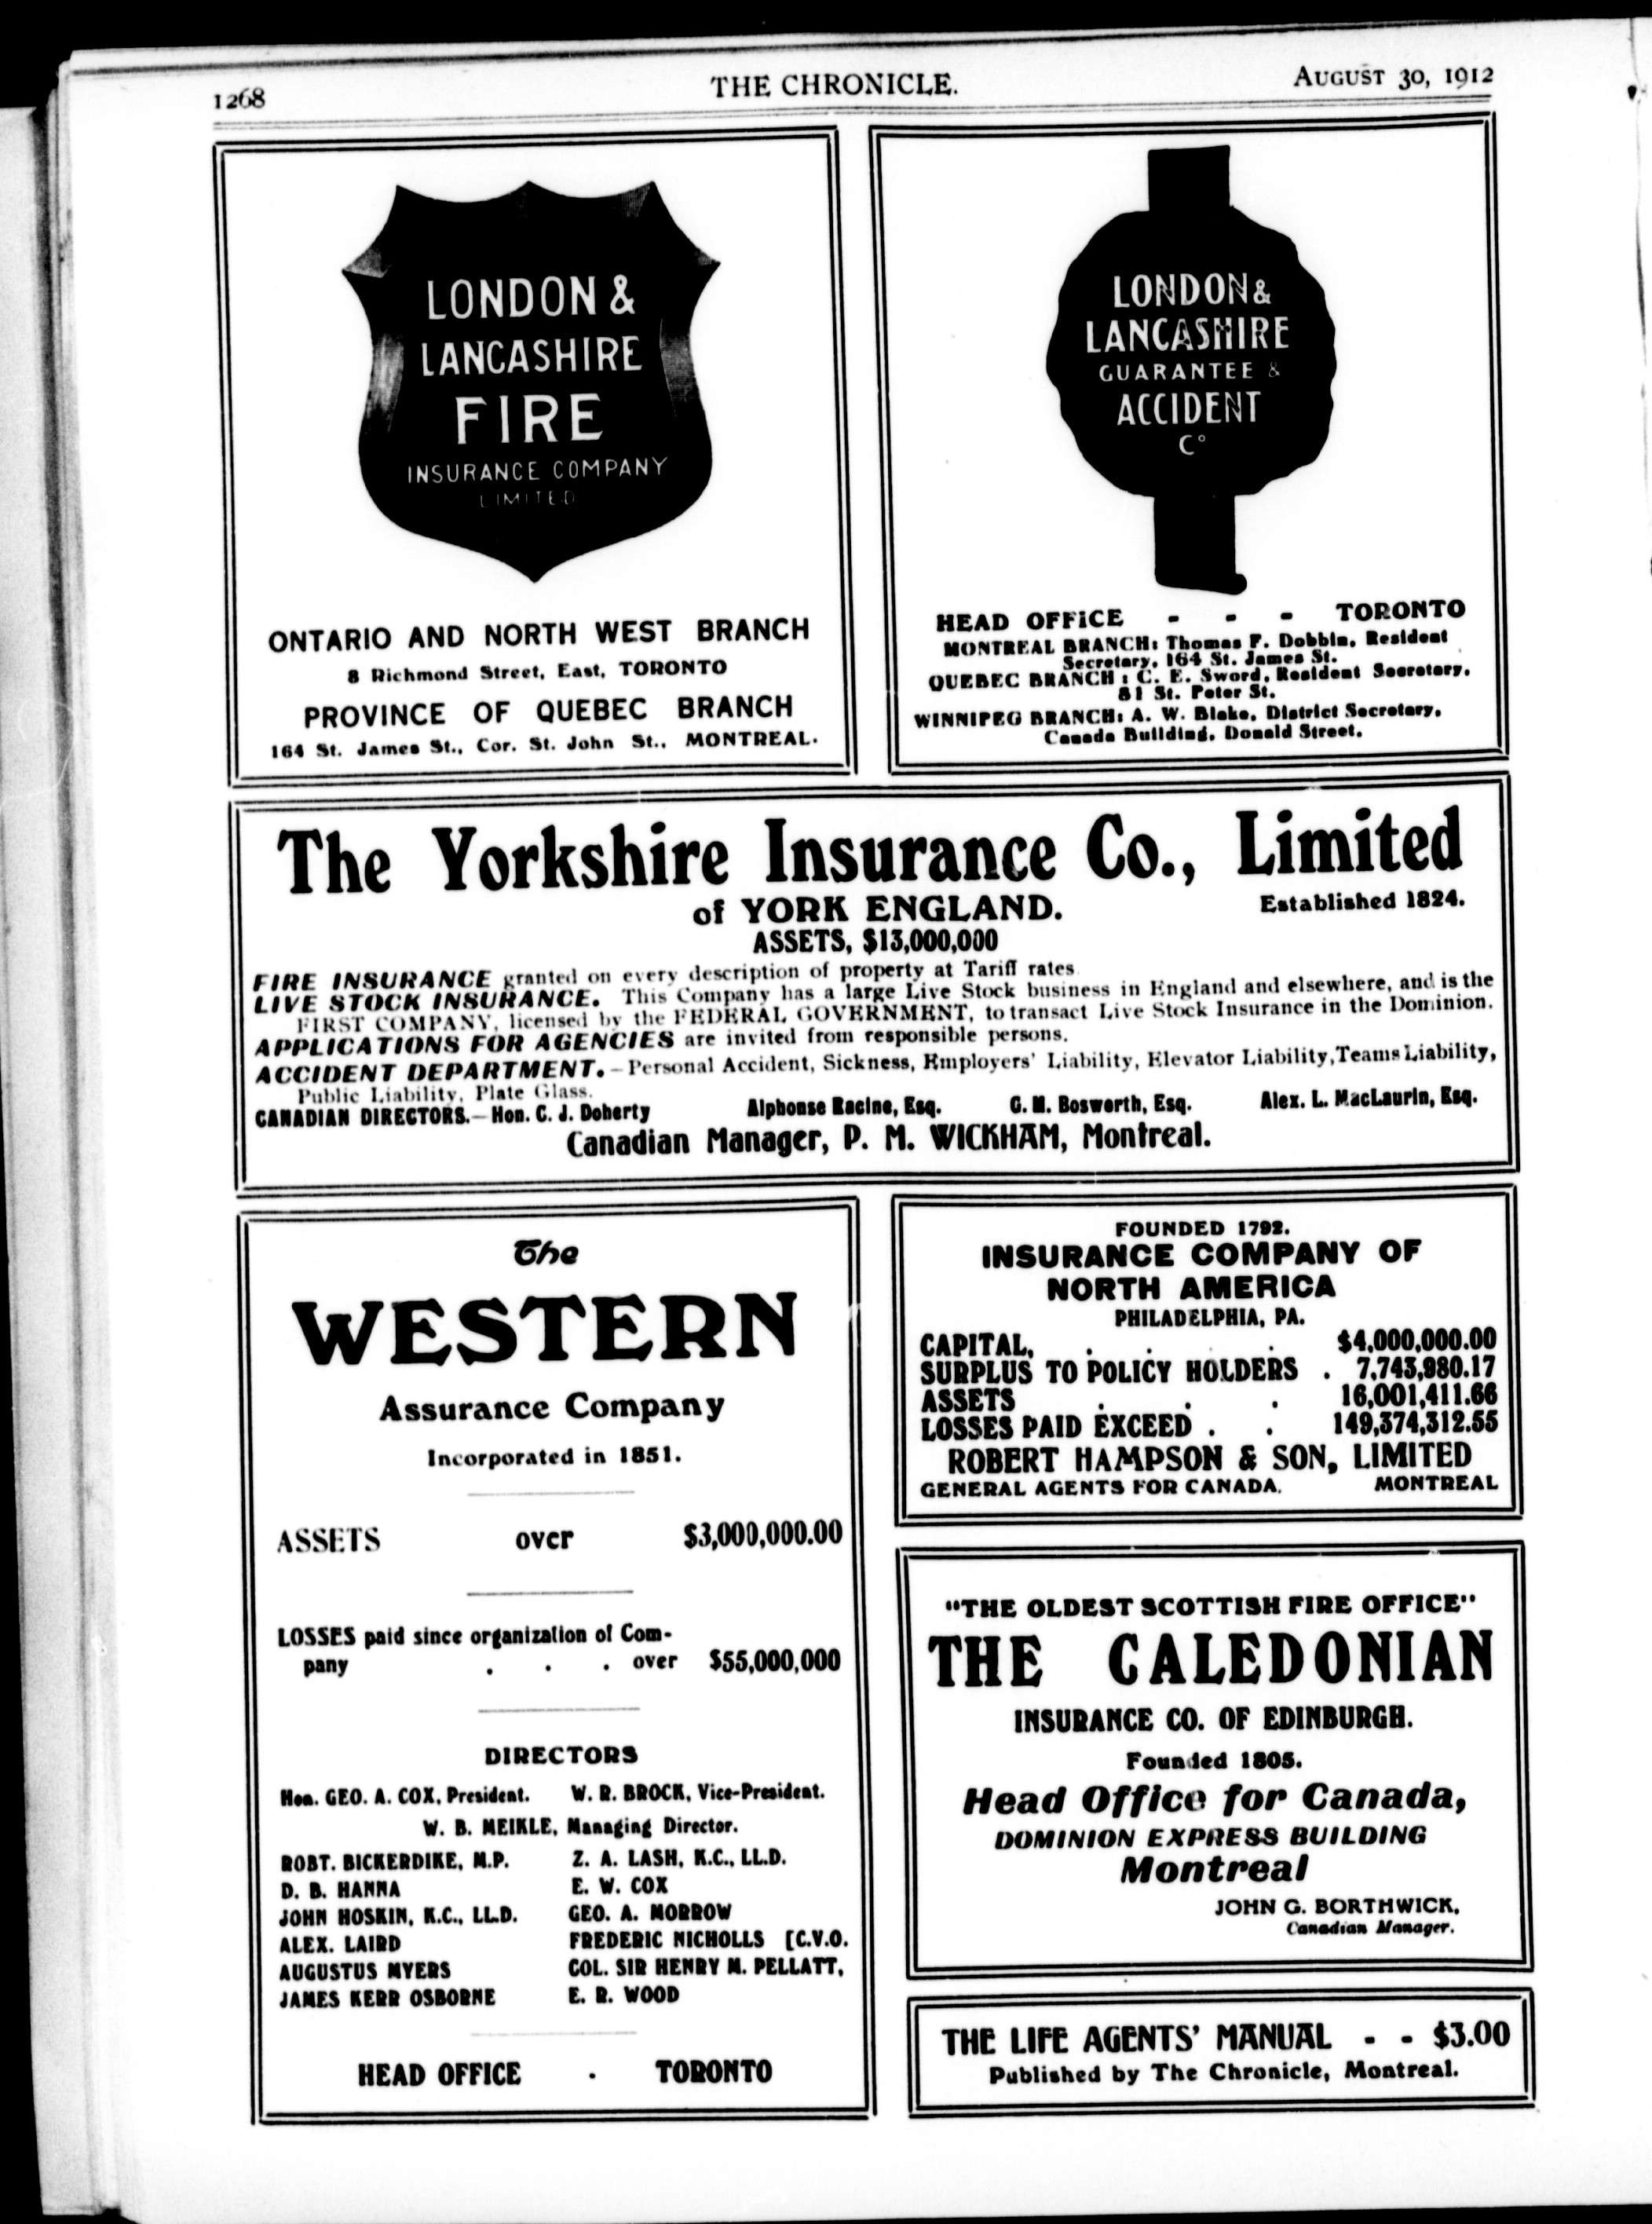 1268
THE CHRONICLE.
AUGUST 30, 1912
LONDON &
LANCASHIRE
FIRE
INSURANCE COMPANY
LIMITED
ONTARIO AND NORTH WEST BRANCH
8 Richmond Street, East, TORONTO
PROVINCE OF QUEBEC BRANCH
164 St. James St., Cor. St. John St., MONTREAL.
LONDON &
LANCASHIRE
GUARANTEE &
ACCIDENT
Co
HEAD OFFICE - - - TORONTO
MONTREAL BRANCH: Thomas F. Dobbin, Resident
Secretary, 164 St. James St.
QUEBEC BRANCH: C. E. Sword, Resident Secretary,
81 St. Peter St.
WINNIPEG BRANCH: A. W. Blake, District Secretary,
Canada Building, Donald Street.
The Yorkshire Insurance Co., Limited
of YORK ENGLAND.
Established 1824.
ASSETS, $13,000,000
FIRE INSURANCE granted on every description of property at Tariff rates
LIVE STOCK INSURANCE. This Company has a large Live Stock business in England and elsewhere, and is the
FIRST COMPANY, licensed by the FEDERAL GOVERNMENT, to transact Live Stock Insurance in the Dominion.
APPLICATIONS FOR AGENCIES are invited from responsible persons.
ACCIDENT DEPARTMENT.—Personal Accident, Sickness, Employers' Liability, Elevator Liability, Teams Liability,
Public Liability, Plate Glass.
CANADIAN DIRECTORS.—Hon. C. J. Doherty Alphonse Racine, Esq. G. M. Bosworth, Esq. Alex. L. MacLaurin, Esq.
Canadian Manager, P. M. WICKHAM, Montreal.
The
WESTERN
Assurance Company
Incorporated in 1851.
ASSETS over $3,000,000.00
LOSSES paid since organization of Com-
pany . . . over $55,000,000
DIRECTORS
Hon. GEO. A. COX, President. W. R. BROCK, Vice-President.
W. B. MEIKLE, Managing Director.
ROBT. BICKERDIKE, M.P. Z. A. LASH, K.C., LL.D.
D. B. HANNA E. W. COX
JOHN HOSKIN, K.C., LL.D. GEO. A. MORROW
ALEX. LAIRD FREDERIC NICHOLLS [C.V.O.
AUGUSTUS MYERS COL. SIR HENRY M. PELLATT,
JAMES KERR OSBORNE E. R. WOOD
HEAD OFFICE . TORONTO
FOUNDED 1792.
INSURANCE COMPANY OF
NORTH AMERICA
PHILADELPHIA, PA.
CAPITAL, . . . . $4,000,000.00
SURPLUS TO POLICY HOLDERS . 7,743,980.17
ASSETS . . . 16,001,411.66
LOSSES PAID EXCEED . . 149,374,312.55
ROBERT HAMPSON & SON, LIMITED
GENERAL AGENTS FOR CANADA. MONTREAL
"THE OLDEST SCOTTISH FIRE OFFICE"
THE CALEDONIAN
INSURANCE CO. OF EDINBURGH.
Founded 1805.
Head Office for Canada,
DOMINION EXPRESS BUILDING
Montreal
JOHN G. BORTHWICK,
Canadian Manager.
THE LIFE AGENTS' MANUAL - - $3.00
Published by The Chronicle, Montreal.